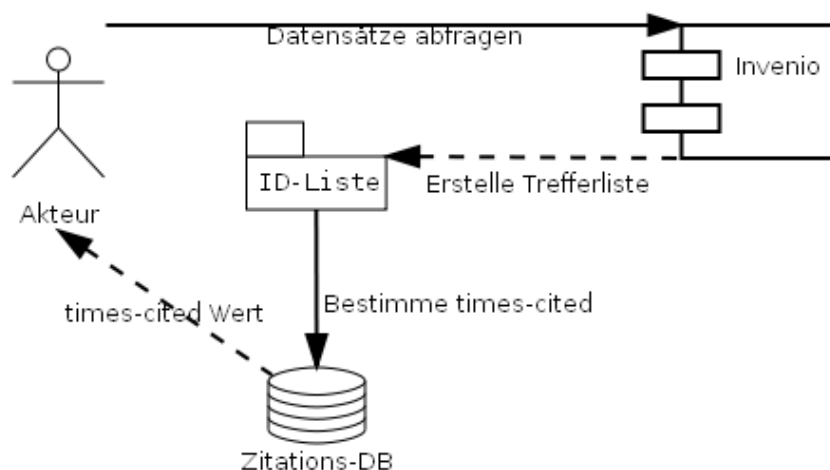 Datensätze abfragen
Invenio
ID-Liste
Erstelle Trefferliste
Akteur
times-cited Wert
Bestimme times-cited
Zitations-DB